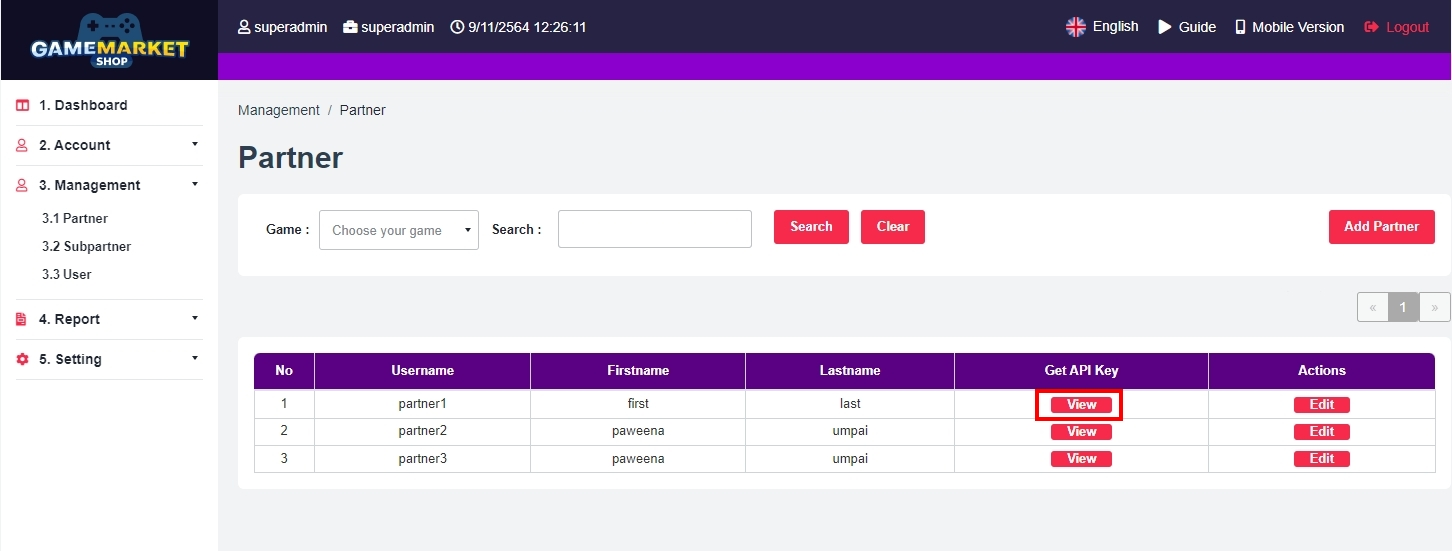 GAMEMARKET
SHOP
superadmin superadmin 9/11/2564 12:26:11 English Guide Mobile Version Logout
1. Dashboard
2. Account
3. Management
3.1 Partner
3.2 Subpartner
3.3 User
4. Report
5. Setting
Management / Partner
Partner
Game : Choose your game Search : Search Clear Add Partner
« 1 »
No Username Firstname Lastname Get API Key Actions
1 partner1 first last View Edit
2 partner2 paweena umpai View Edit
3 partner3 paweena umpai View Edit